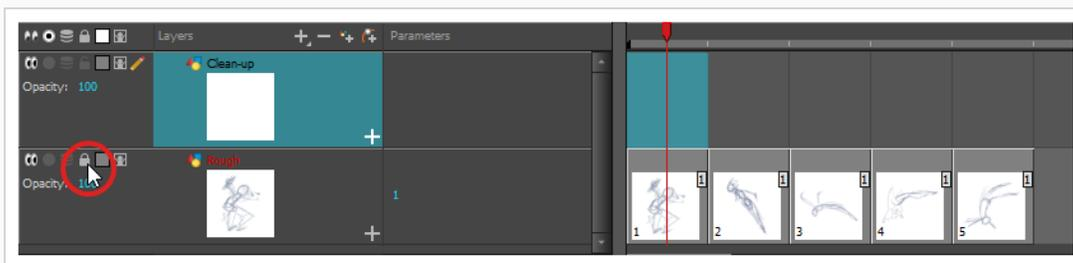 Layers Parameters
Clean-up
Opacity: 100
Rough
Opacity: 100
1
1 1 1 1 1
1 2 3 4 5